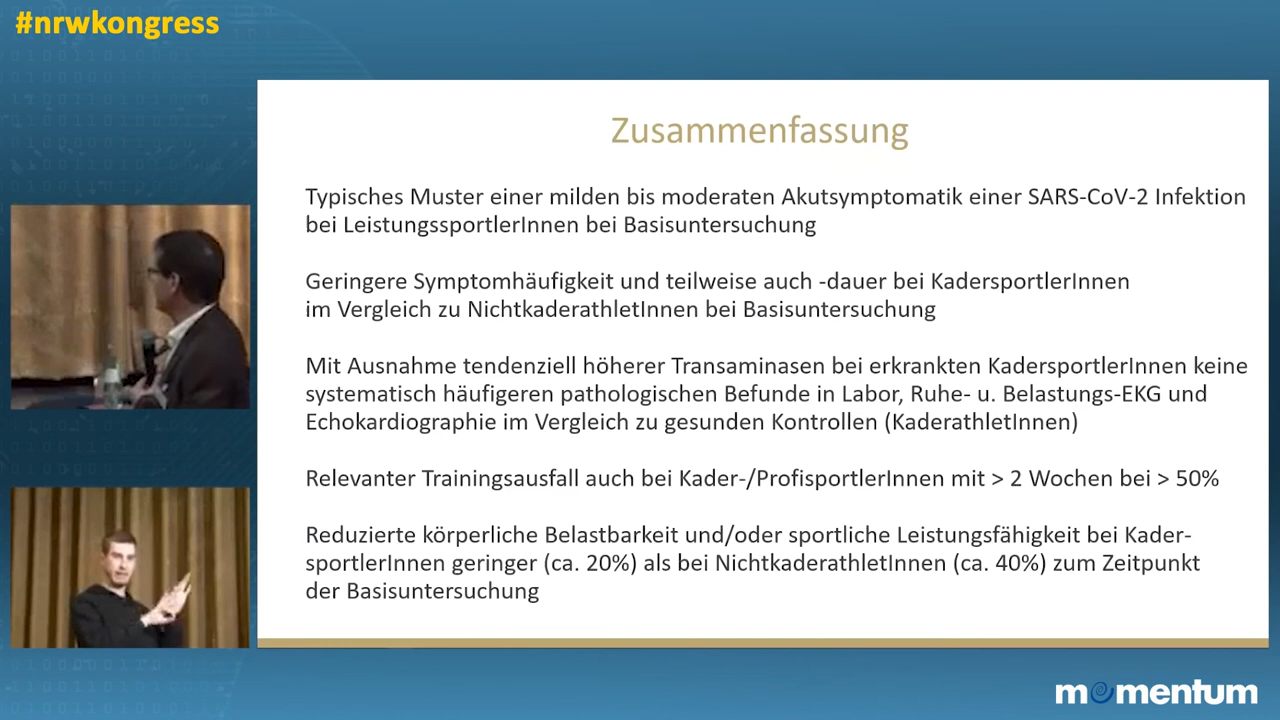 #nrwkongress
Zusammenfassung
Typisches Muster einer milden bis moderaten Akutsymptomatik einer SARS-CoV-2 Infektion
bei LeistungssportlerInnen bei Basisuntersuchung
Geringere Symptomhäufigkeit und teilweise auch -dauer bei KadersportlerInnen
im Vergleich zu NichtkaderathletInnen bei Basisuntersuchung
Mit Ausnahme tendenziell höherer Transaminasen bei erkrankten KadersportlerInnen keine
systematisch häufigeren pathologischen Befunde in Labor, Ruhe- u. Belastungs-EKG und
Echokardiographie im Vergleich zu gesunden Kontrollen (KaderathletInnen)
Relevanter Trainingsausfall auch bei Kader-/ProfisportlerInnen mit > 2 Wochen bei > 50%
Reduzierte körperliche Belastbarkeit und/oder sportliche Leistungsfähigkeit bei Kader-
sportlerInnen geringer (ca. 20%) als bei NichtkaderathletInnen (ca. 40%) zum Zeitpunkt
der Basisuntersuchung
momentum